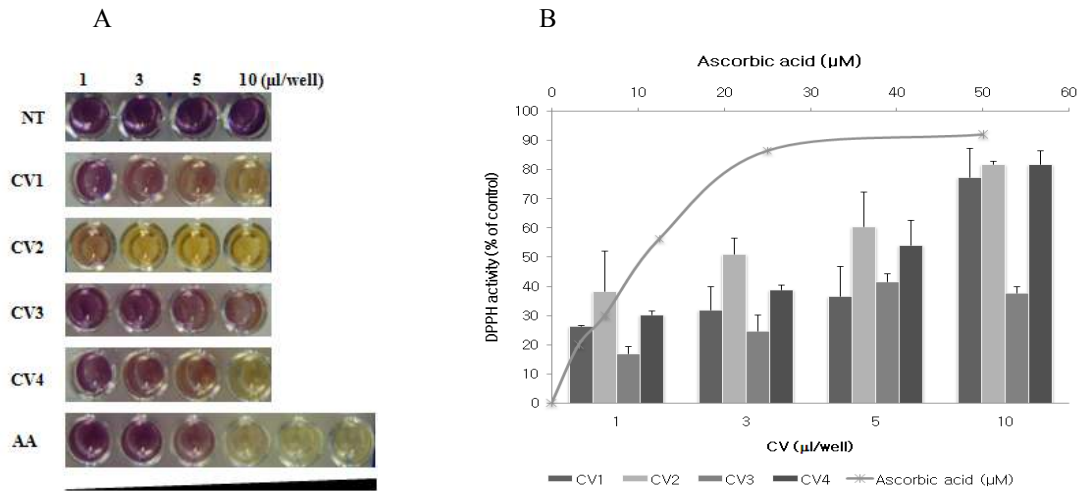 A
B
1 3 5 10 (μl/well)
NT
CV1
CV2
CV3
CV4
AA
Ascorbic acid (μM)
0 10 20 30 40 50 60
DPPH activity (% of control)
100
90
80
70
60
50
40
30
20
10
0
1 3 5 10
CV (μl/well)
CV1 CV2 CV3 CV4 Ascorbic acid (μM)